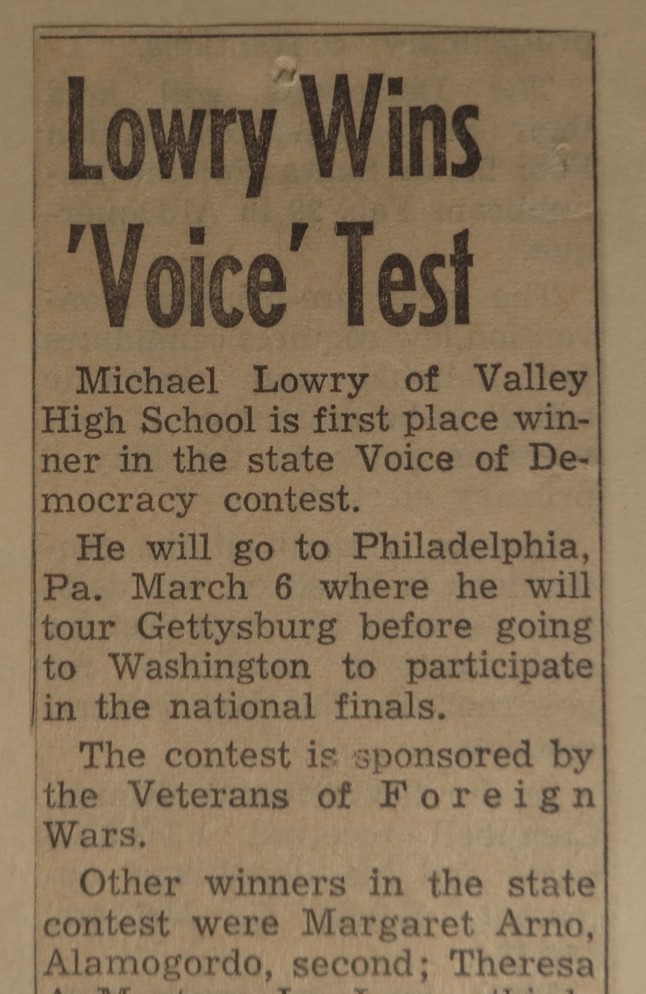 Lowry Wins
'Voice' Test
Michael Lowry of Valley
High School is first place win-
ner in the state Voice of De-
mocracy contest.
He will go to Philadelphia,
Pa. March 6 where he will
tour Gettysburg before going
to Washington to participate
in the national finals.
The contest is sponsored by
the Veterans of Foreign
Wars.
Other winners in the state
contest were Margaret Arno,
Alamogordo, second; Theresa